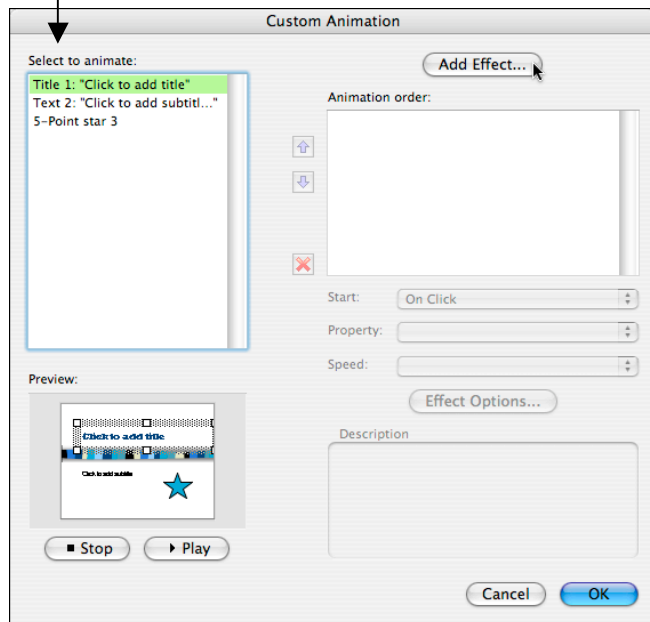 Custom Animation
Select to animate:
Add Effect...
Title 1: "Click to add title"
Text 2: "Click to add subtitl..."
5-Point star 3
Animation order:
Start:
On Click
Property:
Speed:
Effect Options...
Preview:
Click to add title
Click to add subtitle
Description
Stop
Play
Cancel
OK